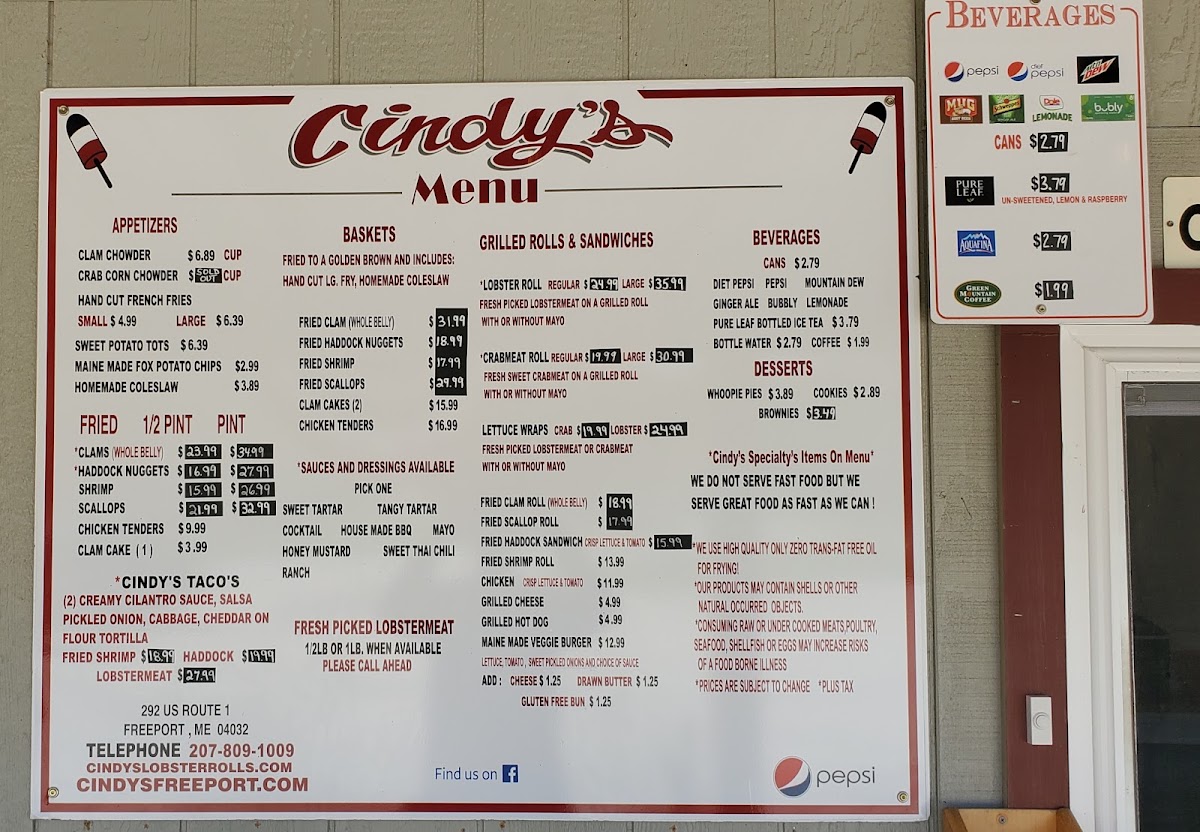 Cindy's
Menu
APPETIZERS
CLAM CHOWDER $6.89 CUP
CRAB CORN CHOWDER $ SOLD OUT CUP
HAND CUT FRENCH FRIES
SMALL $4.99 LARGE $6.39
SWEET POTATO TOTS $6.39
MAINE MADE FOX POTATO CHIPS $2.99
HOMEMADE COLESLAW $3.89
FRIED 1/2 PINT PINT
*CLAMS (WHOLE BELLY) $23.99 $34.99
*HADDOCK NUGGETS $16.99 $27.99
SHRIMP $15.99 $26.99
SCALLOPS $21.99 $32.99
CHICKEN TENDERS $9.99
CLAM CAKE (1) $3.99
*CINDY'S TACO'S
(2) CREAMY CILANTRO SAUCE, SALSA
PICKLED ONION, CABBAGE, CHEDDAR ON
FLOUR TORTILLA
FRIED SHRIMP $18.99 HADDOCK $19.99
LOBSTERMEAT $27.99
292 US ROUTE 1
FREEPORT, ME 04032
TELEPHONE 207-809-1009
CINDYSLOBSTERROLLS.COM
CINDYSFREEPORT.COM
BASKETS
FRIED TO A GOLDEN BROWN AND INCLUDES:
HAND CUT LG. FRY, HOMEMADE COLESLAW
FRIED CLAM (WHOLE BELLY) $31.99
FRIED HADDOCK NUGGETS $18.99
FRIED SHRIMP $17.99
FRIED SCALLOPS $29.99
CLAM CAKES (2) $15.99
CHICKEN TENDERS $16.99
*SAUCES AND DRESSINGS AVAILABLE
PICK ONE
SWEET TARTAR TANGY TARTAR
COCKTAIL HOUSE MADE BBQ MAYO
HONEY MUSTARD SWEET THAI CHILI
RANCH
FRESH PICKED LOBSTERMEAT
1/2LB OR 1LB. WHEN AVAILABLE
PLEASE CALL AHEAD
Find us on f
GRILLED ROLLS & SANDWICHES
*LOBSTER ROLL REGULAR $24.99 LARGE $35.99
FRESH PICKED LOBSTERMEAT ON A GRILLED ROLL
WITH OR WITHOUT MAYO
*CRABMEAT ROLL REGULAR $19.99 LARGE $30.99
FRESH SWEET CRABMEAT ON A GRILLED ROLL
WITH OR WITHOUT MAYO
LETTUCE WRAPS CRAB $19.99 LOBSTER $24.99
FRESH PICKED LOBSTERMEAT OR CRABMEAT
WITH OR WITHOUT MAYO
FRIED CLAM ROLL (WHOLE BELLY) $18.99
FRIED SCALLOP ROLL $17.99
FRIED HADDOCK SANDWICH CRISP LETTUCE & TOMATO $15.99
FRIED SHRIMP ROLL $13.99
CHICKEN CRISP LETTUCE & TOMATO $11.99
GRILLED CHEESE $4.99
GRILLED HOT DOG $4.99
MAINE MADE VEGGIE BURGER $12.99
LETTUCE, TOMATO, SWEET PICKLED ONIONS AND CHOICE OF SAUCE
ADD: CHEESE $1.25 DRAWN BUTTER $1.25
GLUTEN FREE BUN $1.25
BEVERAGES
CANS $2.79
DIET PEPSI PEPSI MOUNTAIN DEW
GINGER ALE BUBBLY LEMONADE
PURE LEAF BOTTLED ICE TEA $3.79
BOTTLE WATER $2.79 COFFEE $1.99
DESSERTS
WHOOPIE PIES $3.89 COOKIES $2.89
BROWNIES $3.49
*Cindy's Specialty's Items On Menu*
WE DO NOT SERVE FAST FOOD BUT WE
SERVE GREAT FOOD AS FAST AS WE CAN !
*WE USE HIGH QUALITY ONLY ZERO TRANS-FAT FREE OIL
FOR FRYING!
*OUR PRODUCTS MAY CONTAIN SHELLS OR OTHER
NATURAL OCCURRED OBJECTS.
*CONSUMING RAW OR UNDER COOKED MEATS,POULTRY,
SEAFOOD, SHELLFISH OR EGGS MAY INCREASE RISKS
OF A FOOD BORNE ILLNESS
*PRICES ARE SUBJECT TO CHANGE *PLUS TAX
pepsi
BEVERAGES
pepsi diet pepsi mtn DEW
MUG ROOT BEER Schweppes Dole LEMONADE bubly
CANS $2.79
PURE LEAF $3.79
UN-SWEETENED, LEMON & RASPBERRY
AQUAFINA $2.79
GREEN MOUNTAIN COFFEE $1.99